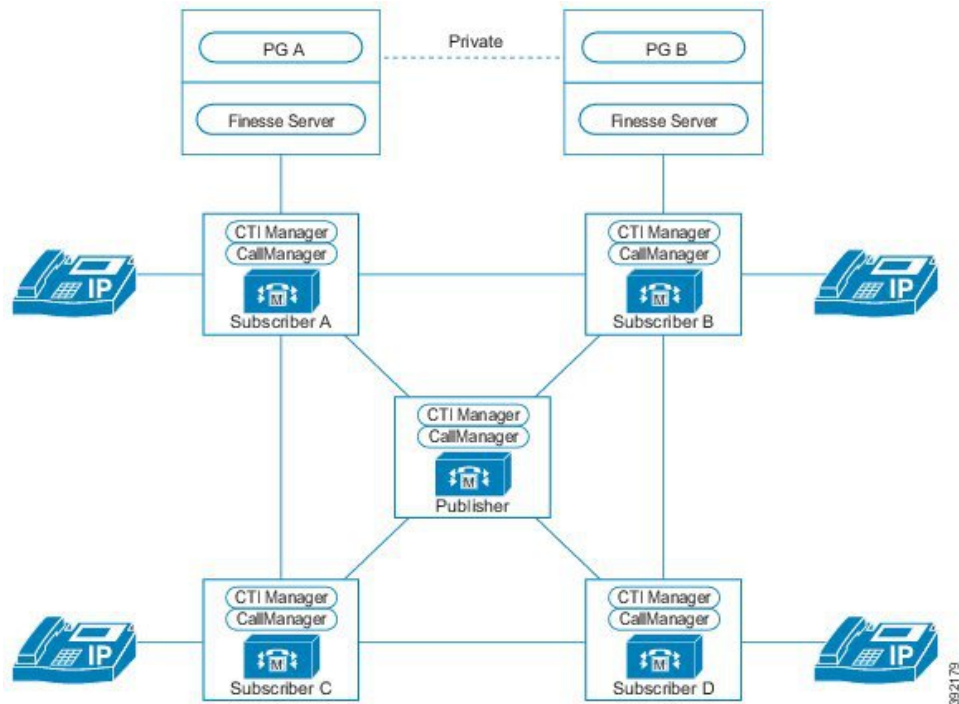 PG A
Private
PG B
Finesse Server
Finesse Server
CTI Manager
CallManager
Subscriber A
CTI Manager
CallManager
Subscriber B
IP
IP
CTI Manager
CallManager
M
Publisher
M
M
CTI Manager
CallManager
Subscriber C
CTI Manager
CallManager
Subscriber D
IP
IP
M
M
392179